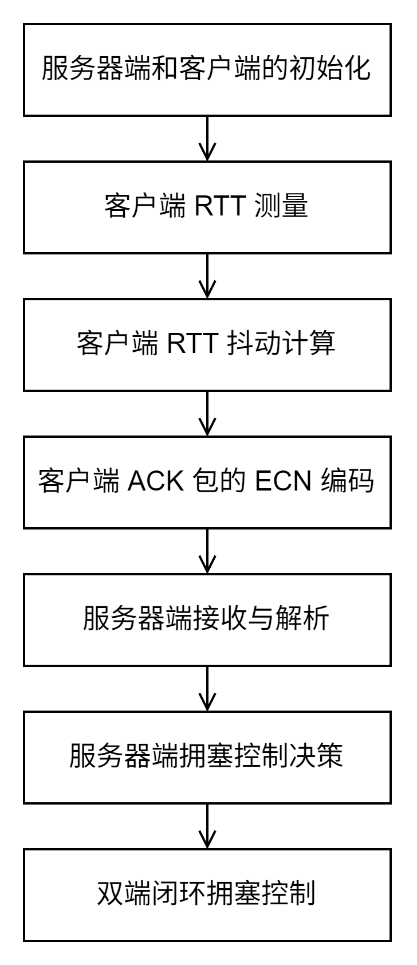 服务器端和客户端的初始化
客户端 RTT 测量
客户端 RTT 抖动计算
客户端 ACK 包的 ECN 编码
服务器端接收与解析
服务器端拥塞控制决策
双端闭环拥塞控制